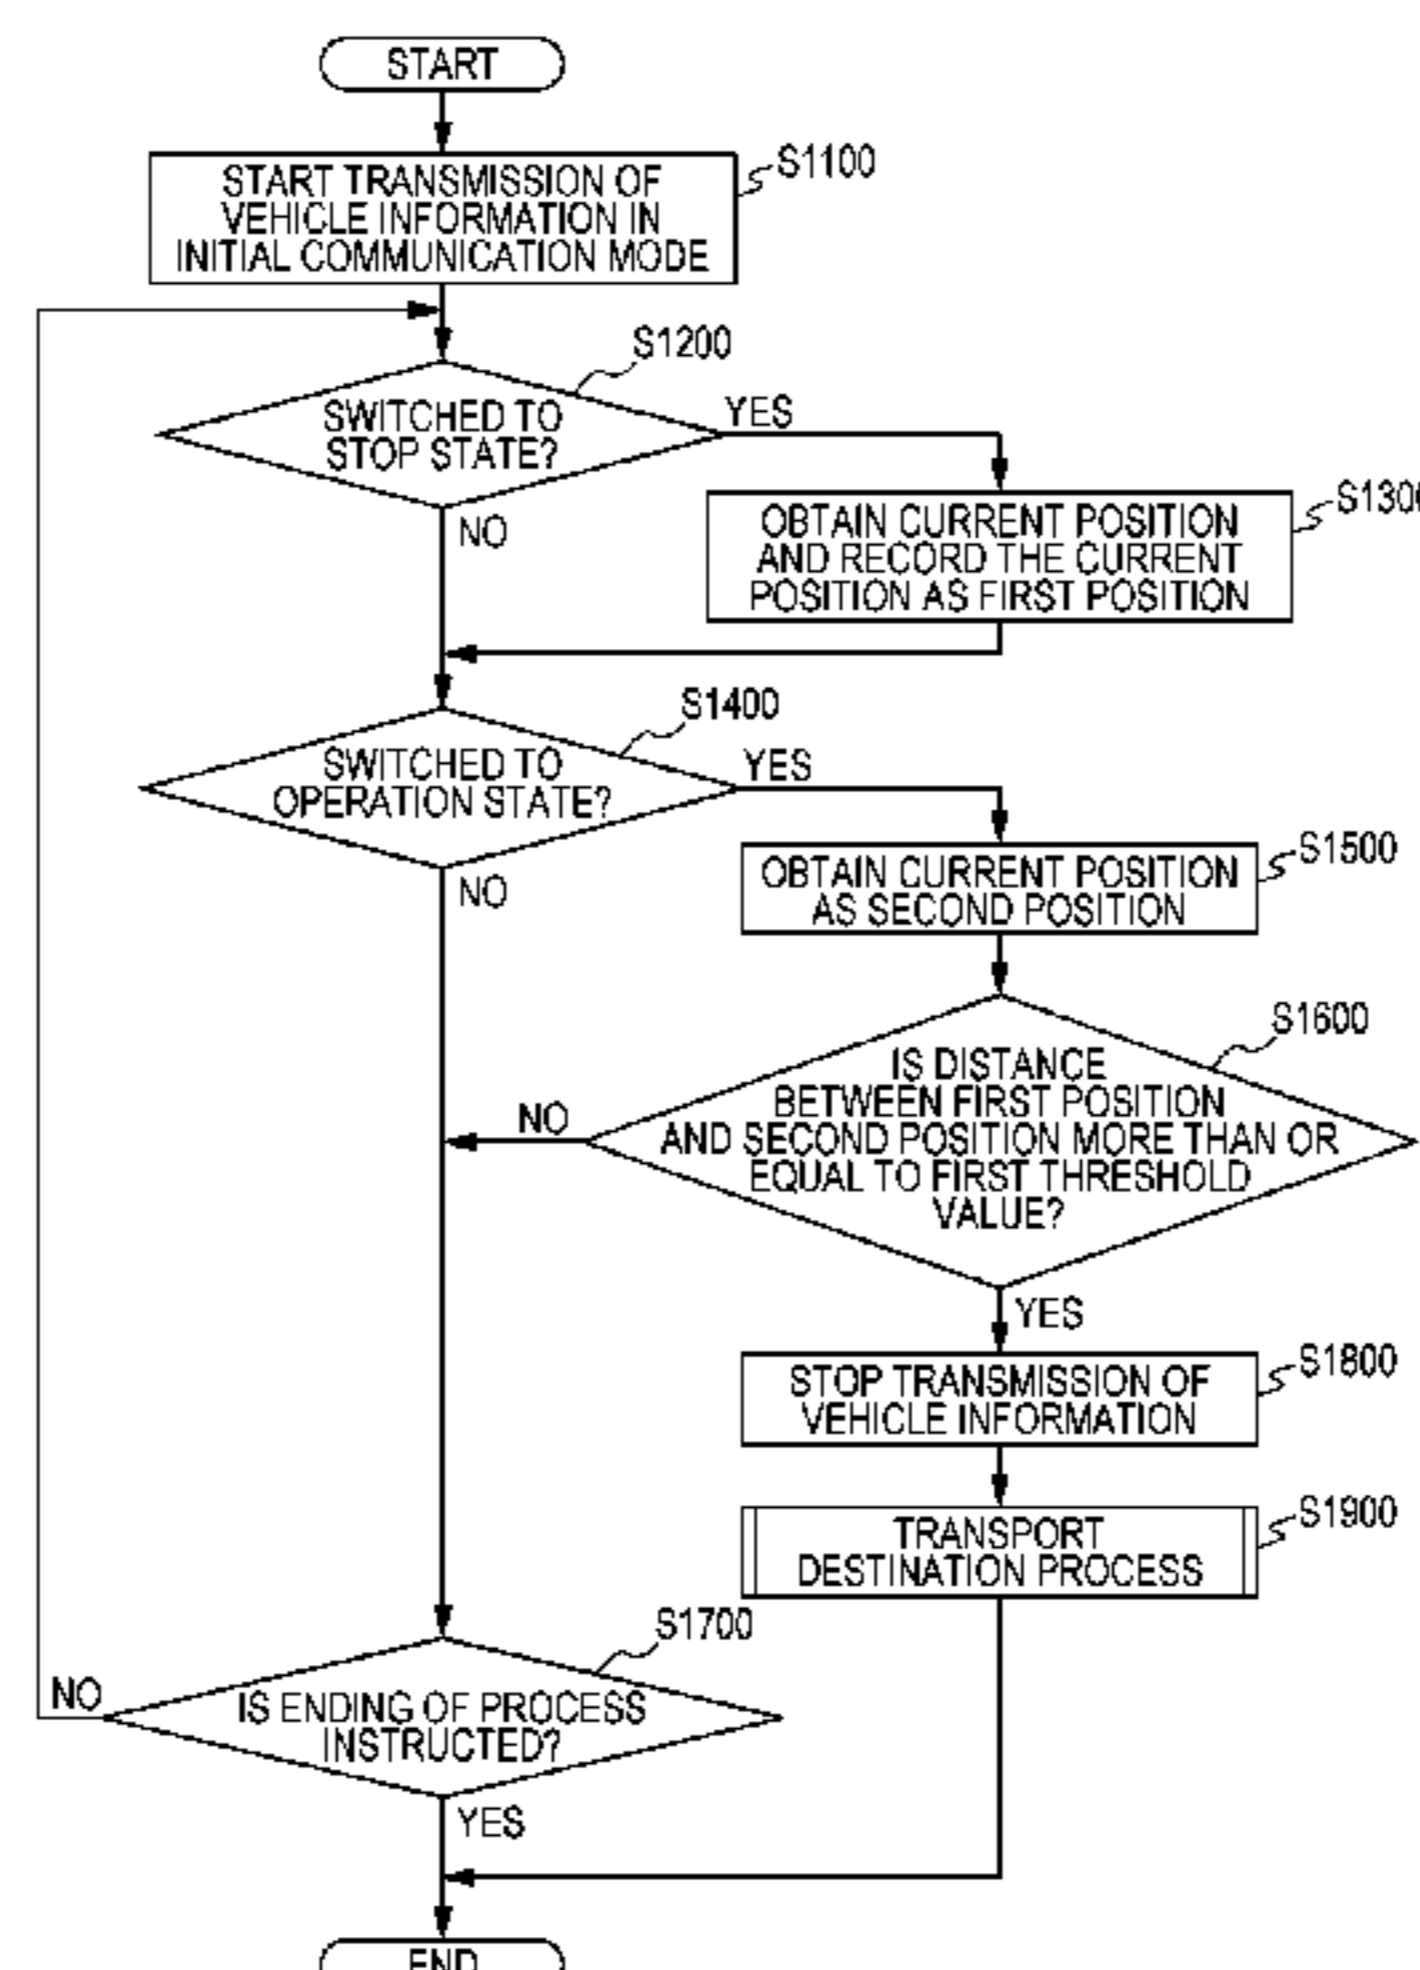 START
START TRANSMISSION OF
VEHICLE INFORMATION IN
INITIAL COMMUNICATION MODE
S1100
SWITCHED TO
STOP STATE?
S1200
YES
NO
OBTAIN CURRENT POSITION
AND RECORD THE CURRENT
POSITION AS FIRST POSITION
S1300
SWITCHED TO
OPERATION STATE?
S1400
YES
NO
OBTAIN CURRENT POSITION
AS SECOND POSITION
S1500
IS DISTANCE
BETWEEN FIRST POSITION
AND SECOND POSITION MORE THAN OR
EQUAL TO FIRST THRESHOLD
VALUE?
S1600
NO
YES
STOP TRANSMISSION OF
VEHICLE INFORMATION
S1800
TRANSPORT
DESTINATION PROCESS
S1900
IS ENDING OF PROCESS
INSTRUCTED?
S1700
NO
YES
END